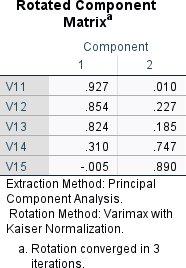 Rotated Component
Matrixa
Component
1 2
V11 .927 .010
V12 .854 .227
V13 .824 .185
V14 .310 .747
V15 -.005 .890
Extraction Method: Principal
Component Analysis.
Rotation Method: Varimax with
Kaiser Normalization.
a. Rotation converged in 3
iterations.